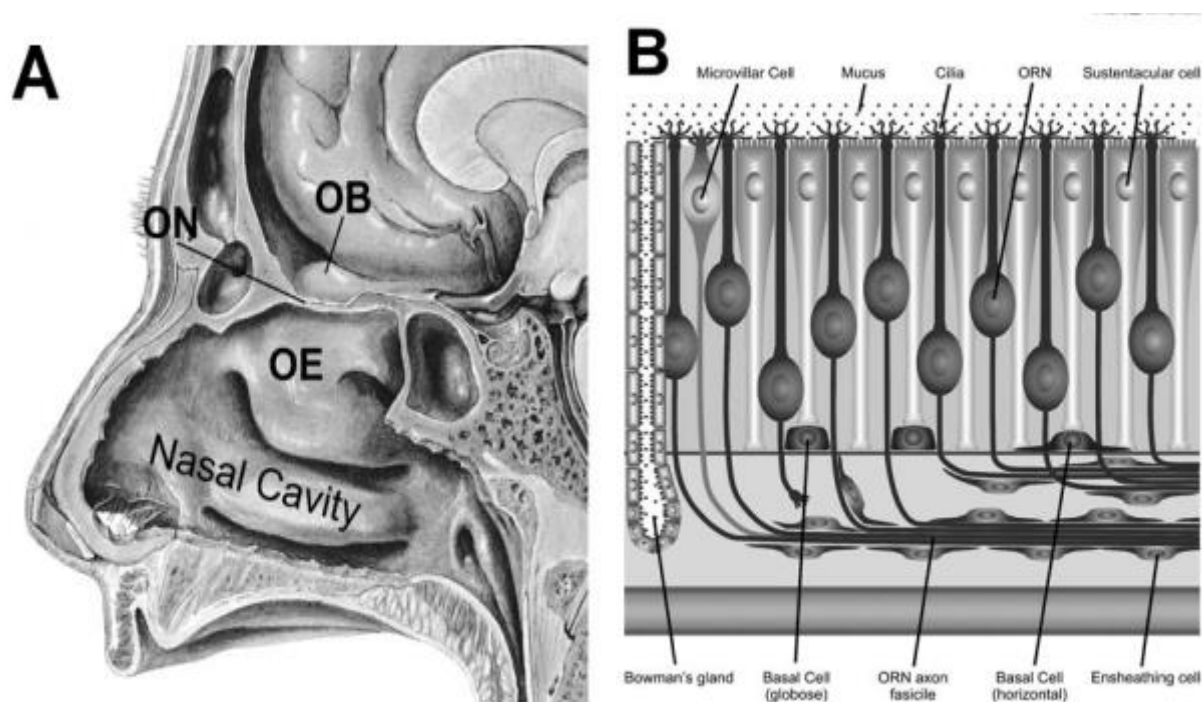 A
ON
OB
OE
Nasal Cavity
B
Microvillar Cell
Mucus
Cilia
ORN
Sustentacular cell
Bowman's gland
Basal Cell
(globose)
ORN axon
fasicile
Basal Cell
(horizontal)
Ensheathing cell